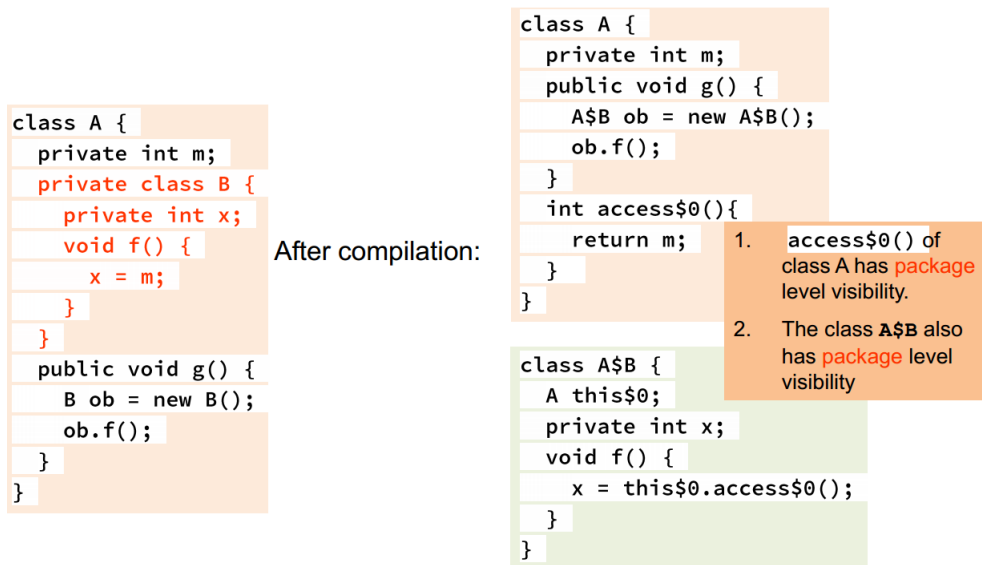 class A {
  private int m;
  private class B {
    private int x;
    void f() {
      x = m;
    }
  }
  public void g() {
    B ob = new B();
    ob.f();
  }
}
After compilation:
class A {
  private int m;
  public void g() {
    A$B ob = new A$B();
    ob.f();
  }
  int access$0(){
    return m;
  }
}
1. access$0() of
class A has package
level visibility.
2. The class A$B also
has package level
visibility
class A$B {
  A this$0;
  private int x;
  void f() {
    x = this$0.access$0();
  }
}